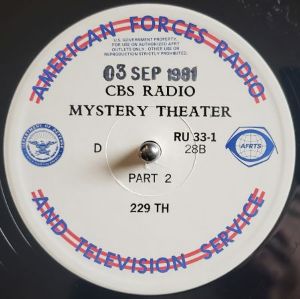 AMERICAN FORCES RADIO
U.S. GOVERNMENT PROPERTY.
FOR USE ON AUTHORIZED AFRT
OUTLETS ONLY. OTHER USE OR
REPRODUCTION STRICTLY PROHIBITED.
03 SEP 1981
CBS RADIO
MYSTERY THEATER
D
RU 33-1
28B
PART 2
AFRTS
229 TH
AND TELEVISION SERVICE